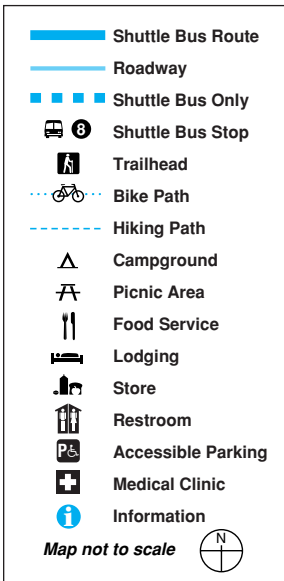 Shuttle Bus Route
Roadway
Shuttle Bus Only
8 Shuttle Bus Stop
Trailhead
Bike Path
Hiking Path
Campground
Picnic Area
Food Service
Lodging
Store
Restroom
P Accessible Parking
Medical Clinic
i Information
Map not to scale N